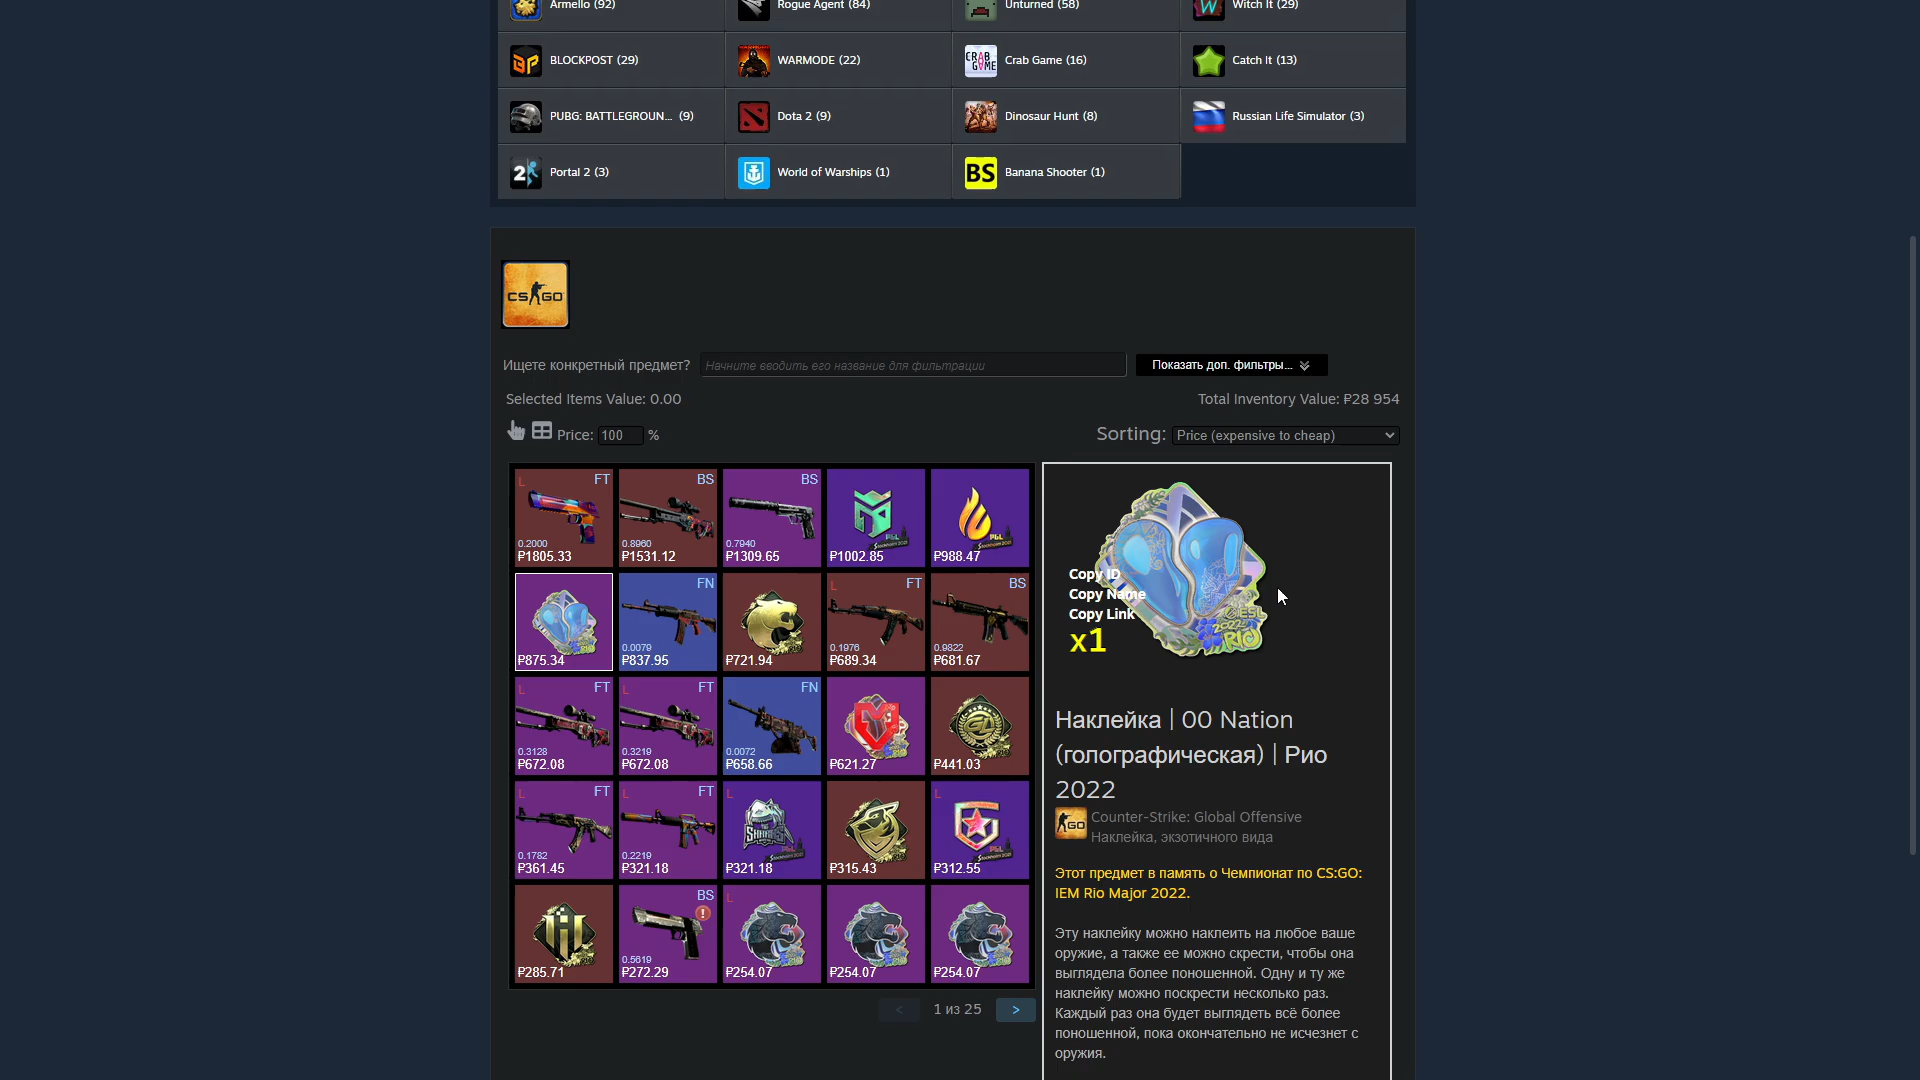 Armello (92)
Rogue Agent (84)
Unturned (58)
Witch It (29)
BLOCKPOST (29)
WARMODE (22)
CRAB GAME
Crab Game (16)
Catch It (13)
PUBG: BATTLEGROUN... (9)
Dota 2 (9)
Dinosaur Hunt (8)
Russian Life Simulator (3)
2
Portal 2 (3)
World of Warships (1)
BS
Banana Shooter (1)
CS GO
Ищете конкретный предмет?
Начните вводить его название для фильтрации
Показать доп. фильтры...
Selected Items Value: 0.00
Total Inventory Value: ₽28 954
Price: 100 %
Sorting: Price (expensive to cheap)
L FT 0.2000 ₽1805.33
BS 0.8960 ₽1531.12
BS 0.7940 ₽1309.65
₽1002.85
₽988.47
₽875.34
FN 0.0079 ₽837.95
₽721.94
L FT 0.1976 ₽689.34
BS 0.9822 ₽681.67
L FT 0.3128 ₽672.08
L FT 0.3219 ₽672.08
FN 0.0072 ₽658.66
₽621.27
₽441.03
L FT 0.1782 ₽361.45
L FT 0.2219 ₽321.18
L SHARKS ₽321.18
₽315.43
L ₽312.55
₽285.71
BS ! 0.5619 ₽272.29
L ₽254.07
₽254.07
₽254.07
< 1 из 25 >
Copy ID
Copy Name
Copy Link
x1
ESL
2022
RIO
Наклейка | 00 Nation
(голографическая) | Рио
2022
GO
Counter-Strike: Global Offensive
Наклейка, экзотичного вида
Этот предмет в память о Чемпионат по CS:GO:
IEM Rio Major 2022.
Эту наклейку можно наклеить на любое ваше
оружие, а также ее можно скрести, чтобы она
выглядела более поношенной. Одну и ту же
наклейку можно поскрести несколько раз.
Каждый раз она будет выглядеть всё более
поношенной, пока окончательно не исчезнет с
оружия.